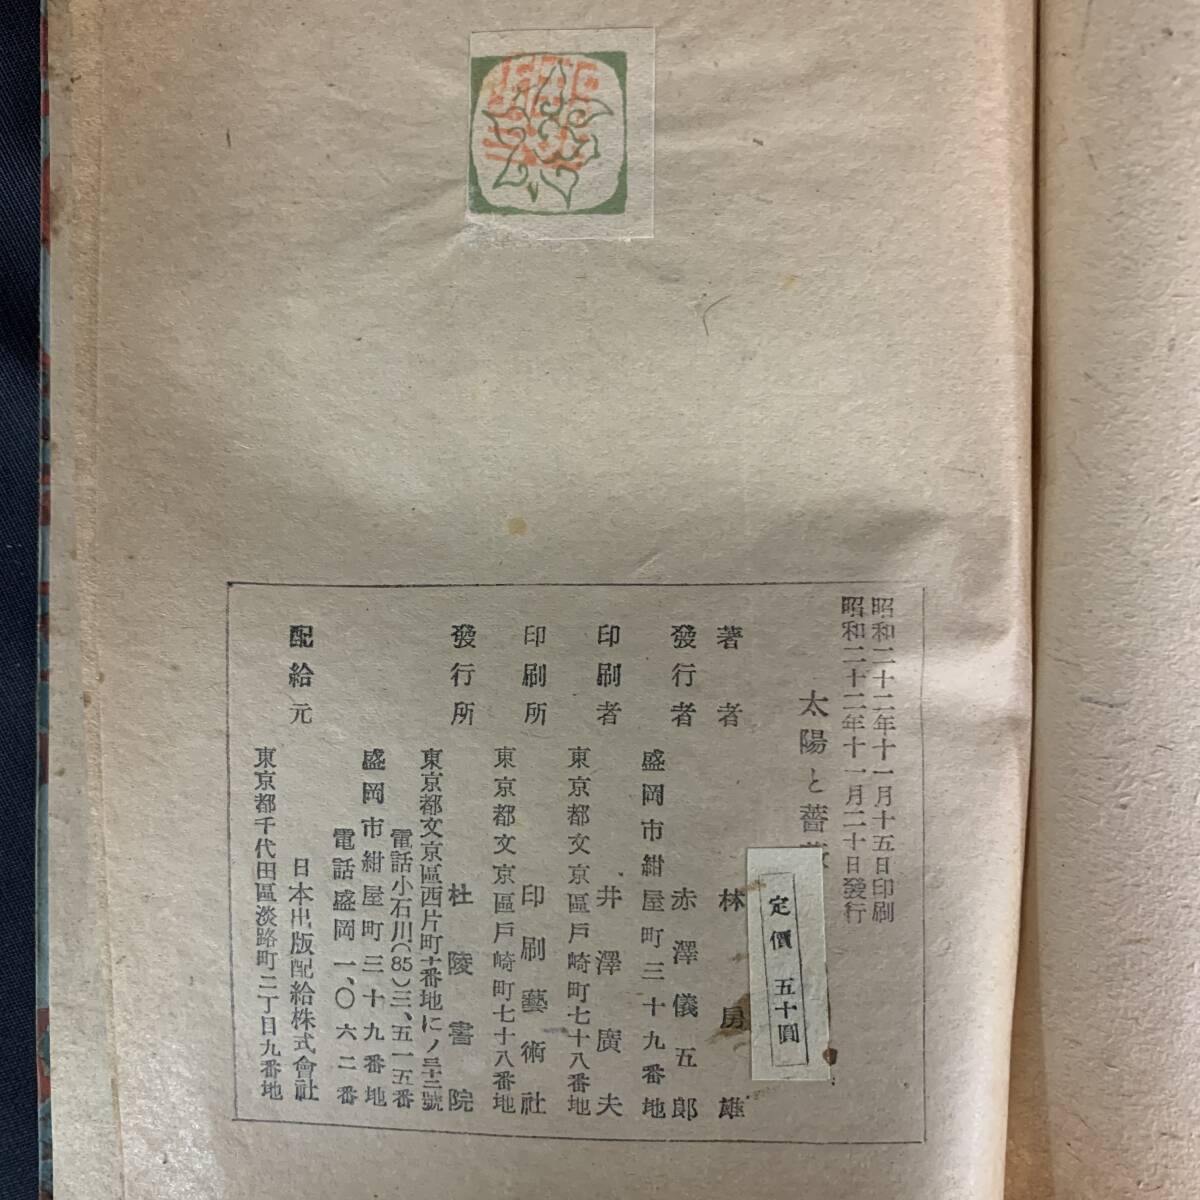 昭和二十二年十一月十五日印刷
昭和二十二年十一月二十日發行
太陽と薔
定價 五十圓
著者 林房雄
發行者 赤澤儀五郎
盛岡市紺屋町三十九番地
印刷者 井澤廣夫
東京都文京區戶崎町七十八番地
印刷所 印刷藝術社
東京都文京區戶崎町七十八番地
發行所 杜陵書院
東京都文京區西片町十番地にノ三十二號
電話小石川(85)三、五一五番
盛岡市紺屋町三十九番地
電話盛岡一、〇六二番
配給元 日本出版配給株式會社
東京都千代田區淡路町二丁目九番地